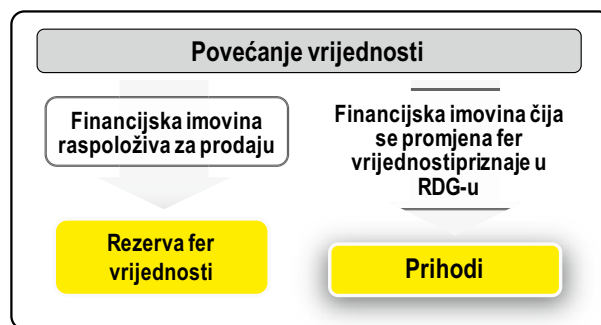 Povećanje vrijednosti
Financijska imovina
raspoloživa za prodaju
Financijska imovina čija
se promjena fer
vrijednostipriznaje u
RDG-u
Rezerva fer
vrijednosti
Prihodi